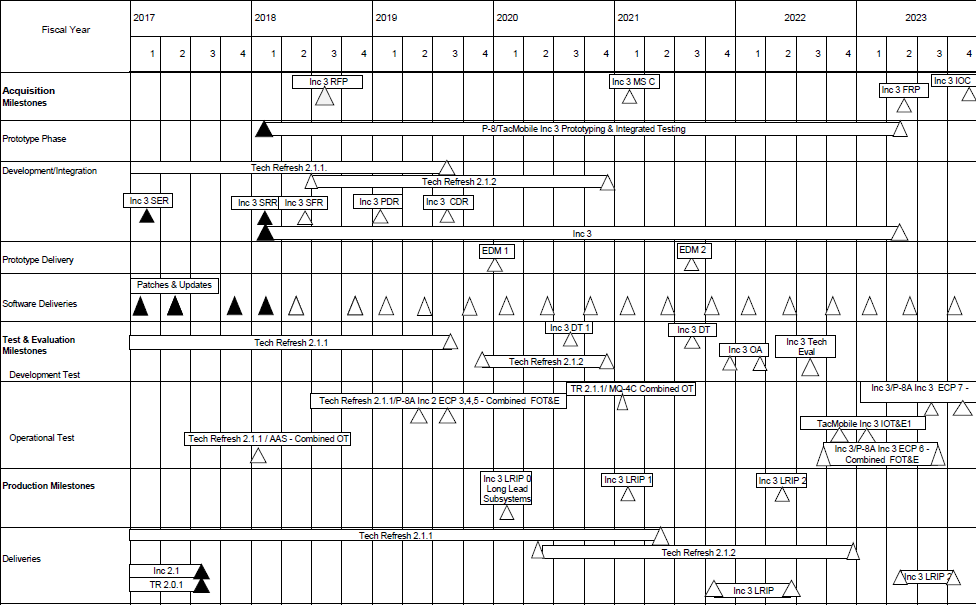 Fiscal Year
2017 2018 2019 2020 2021 2022 2023
1 2 3 4 1 2 3 4 1 2 3 4 1 2 3 4 1 2 3 4 1 2 3 4 1 2 3 4
Acquisition
Milestones
Inc 3 RFP
Inc 3 MS C
Inc 3 FRP
Inc 3 IOC
Prototype Phase
P-8/TacMobile Inc 3 Prototyping & Integrated Testing
Development/Integration
Tech Refresh 2.1.1.
Tech Refresh 2.1.2
Inc 3 SER
Inc 3 SRR
Inc 3 SFR
Inc 3 PDR
Inc 3 CDR
Inc 3
Prototype Delivery
EDM 1
EDM 2
Software Deliveries
Patches & Updates
Test & Evaluation
Milestones
Development Test
Tech Refresh 2.1.1
Inc 3 DT 1
Inc 3 DT
Tech Refresh 2.1.2
Inc 3 OA
Inc 3 Tech
Eval
Operational Test
TR 2.1.1/ MQ-4C Combined OT
Inc 3/P-8A Inc 3 ECP 7 -
Tech Refresh 2.1.1/P-8A Inc 2 ECP 3,4,5 - Combined FOT&E
TacMobile Inc 3 IOT&E1
Tech Refresh 2.1.1 / AAS - Combined OT
Inc 3/P-8A Inc 3 ECP 6 -
Combined FOT&E
Production Milestones
Inc 3 LRIP 0
Long Lead
Subsystems
Inc 3 LRIP 1
Inc 3 LRIP 2
Deliveries
Tech Refresh 2.1.1
Tech Refresh 2.1.2
Inc 2.1
TR 2.0.1
Inc 3 LRIP
Inc 3 LRIP 2